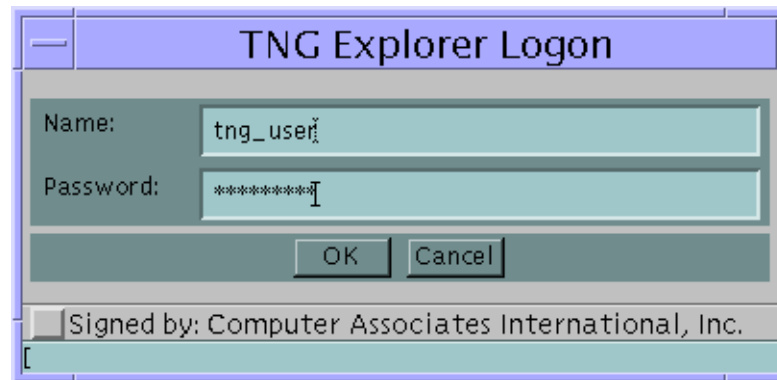 TNG Explorer Logon
Name: tng_user
Password: *********
OK Cancel
Signed by: Computer Associates International, Inc.
[